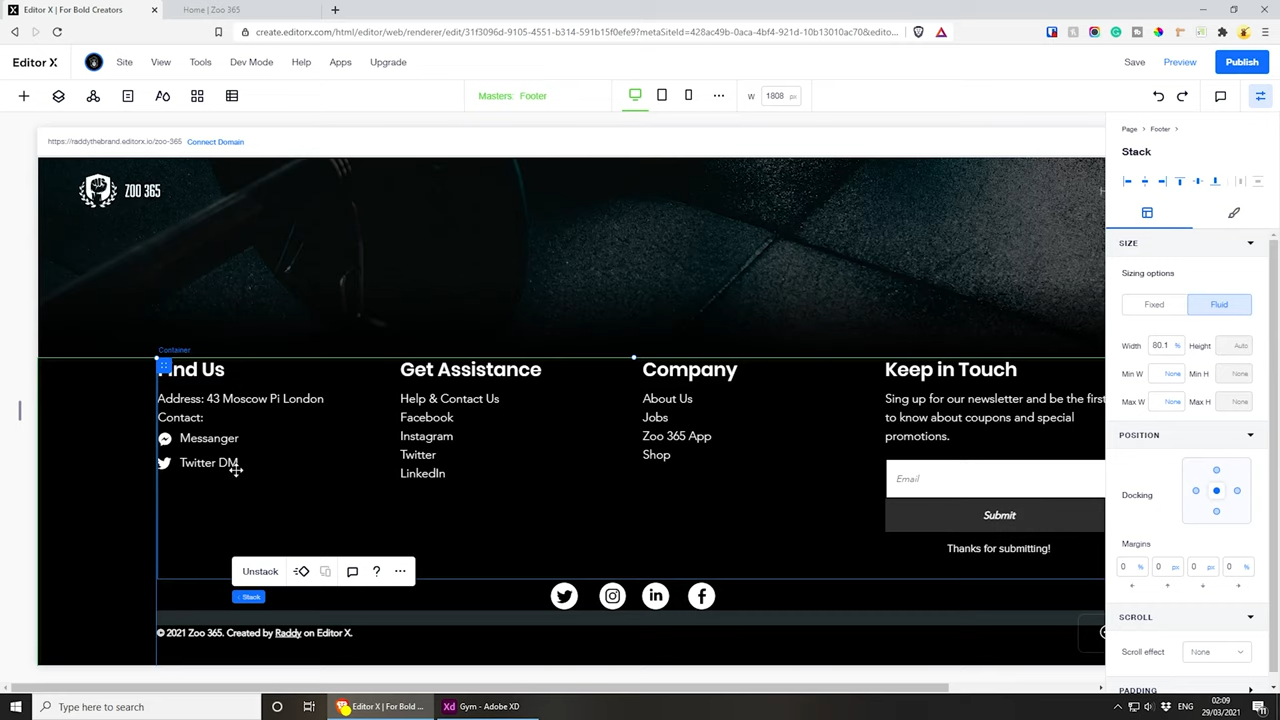 Editor X | For Bold Creators
Home | Zoo 365
create.editorx.com/html/editor/web/renderer/edit/31f3096d-9105-4551-b314-591b15f0efe9?metaSiteId=428ac49b-0aca-4bf4-921d-10b13010ac70&edito...
Editor X
Site
View
Tools
Dev Mode
Help
Apps
Upgrade
Save
Preview
Publish
Masters: Footer
W
1808
px
https://raddythebrand.editorx.io/zoo-365
Connect Domain
ZOO 365
Container
Find Us
Address: 43 Moscow Pi London
Contact:
Messanger
Twitter DM
Get Assistance
Help & Contact Us
Facebook
Instagram
Twitter
LinkedIn
Company
About Us
Jobs
Zoo 365 App
Shop
Keep in Touch
Sing up for our newsletter and be the first
to know about coupons and special
promotions.
Email
Submit
Thanks for submitting!
Unstack
Stack
© 2021 Zoo 365. Created by Raddy on Editor X.
Page
Footer
Stack
SIZE
Sizing options
Fixed
Fluid
Width
80.1
%
Height
Auto
Min W
None
Min H
None
Max W
None
Max H
None
POSITION
Docking
Margins
0 %
0 px
0 px
0 %
SCROLL
Scroll effect
None
PADDING
Type here to search
Editor X | For Bold ...
Gym - Adobe XD
02:09
29/03/2021